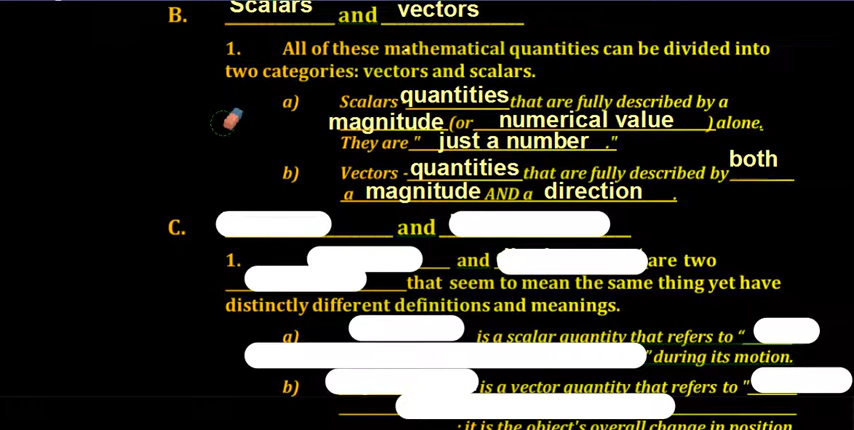 B. Scalars and vectors
1. All of these mathematical quantities can be divided into
two categories: vectors and scalars.
a) Scalars - quantities that are fully described by a
magnitude (or numerical value ) alone.
They are " just a number ."
b) Vectors - quantities that are fully described by both
a magnitude AND a direction .
C. and
1. and are two
that seem to mean the same thing yet have
distinctly different definitions and meanings.
a) is a scalar quantity that refers to “
" during its motion.
b) is a vector quantity that refers to "
; it is the object's overall change in position